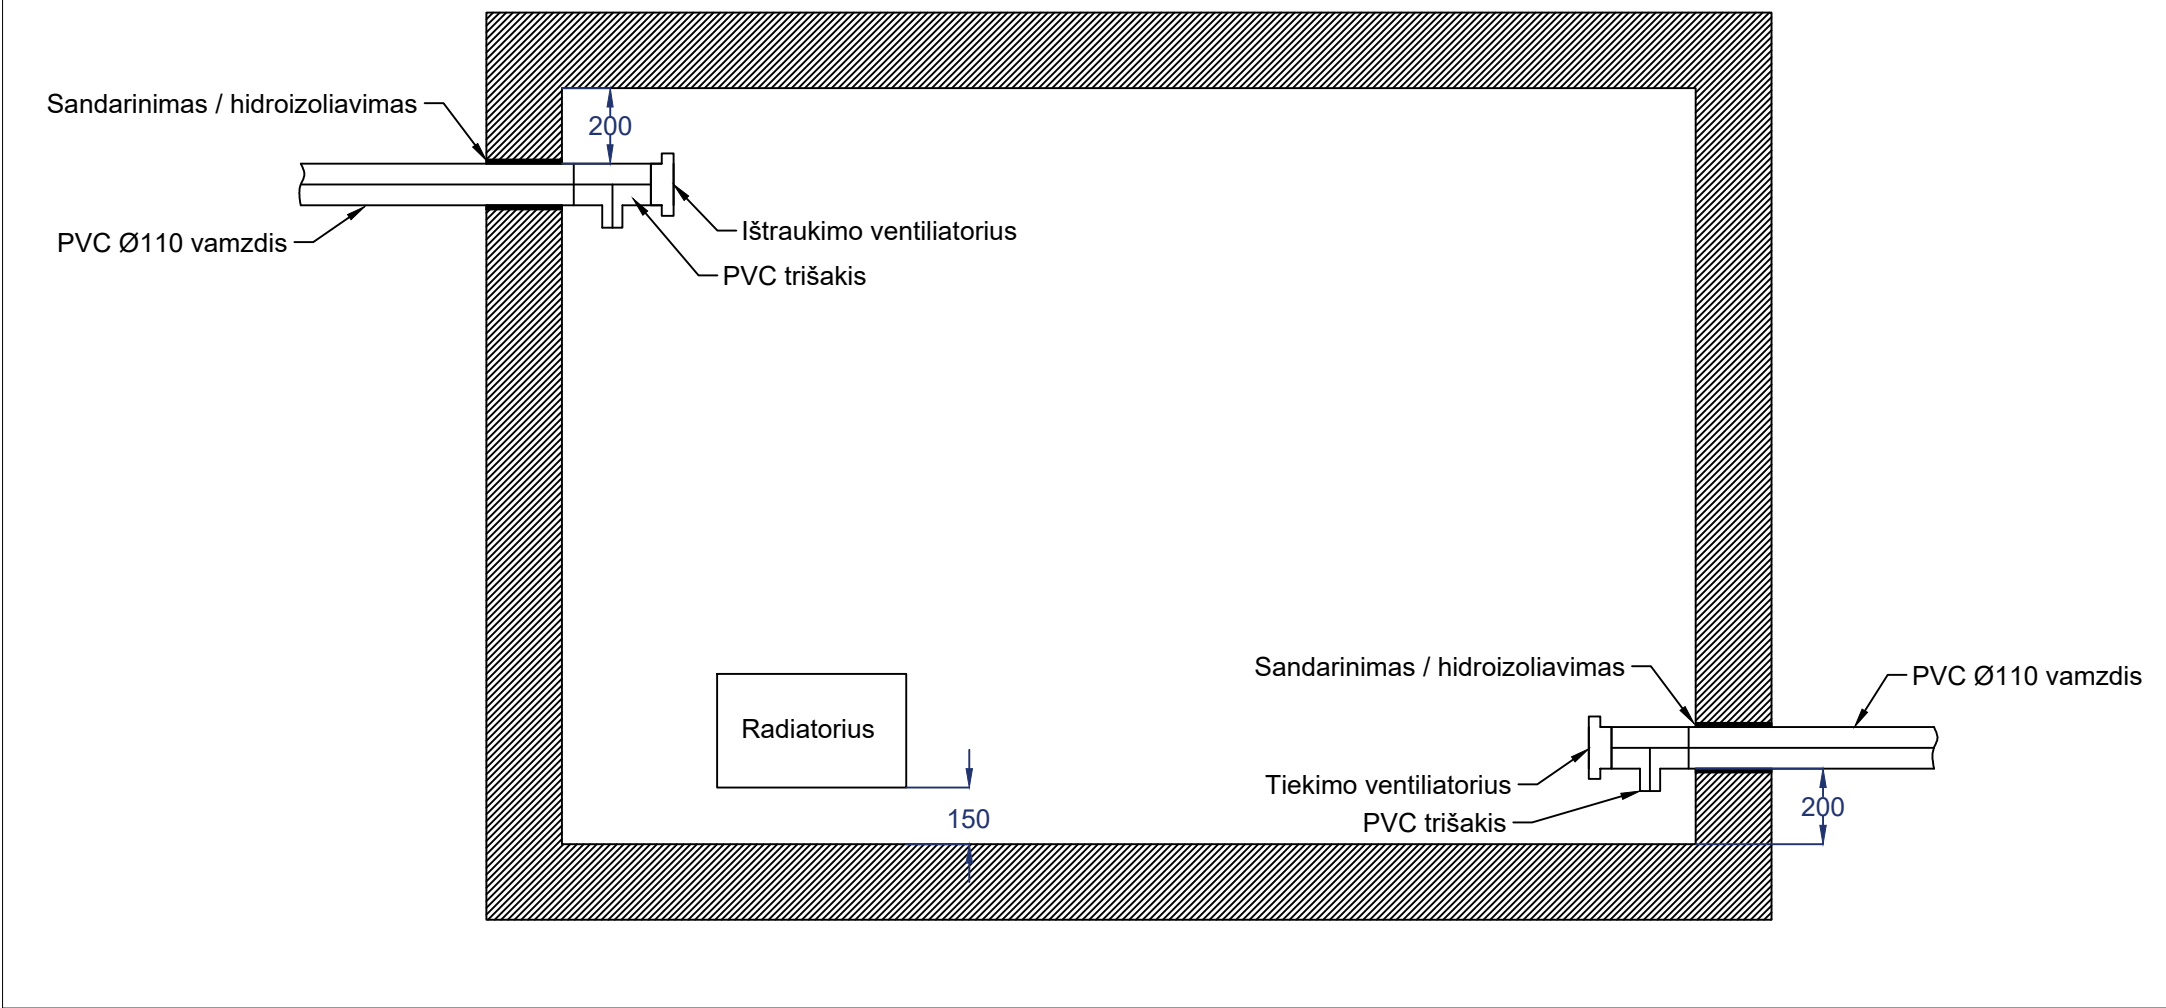 Sandarinimas / hidroizoliavimas
200
PVC Ø110 vamzdis
Ištraukimo ventiliatorius
PVC trišakis
Sandarinimas / hidroizoliavimas
PVC Ø110 vamzdis
Radiatorius
Tiekimo ventiliatorius
200
150
PVC trišakis